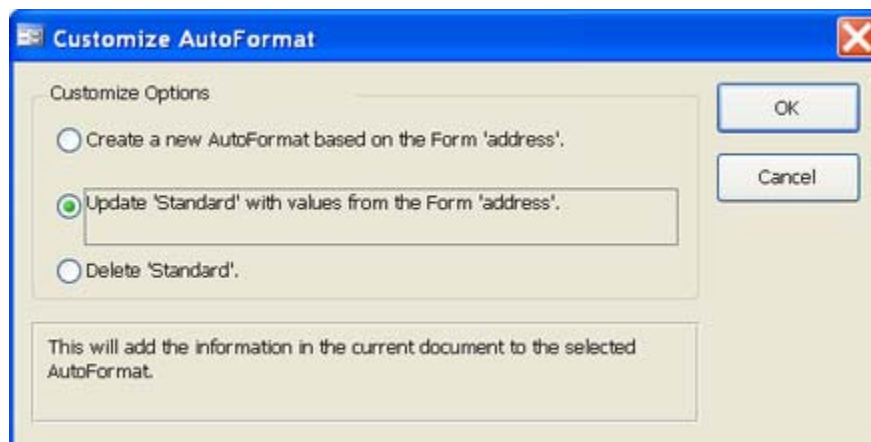 Customize AutoFormat
Customize Options
Create a new AutoFormat based on the Form 'address'.
OK
Cancel
Update 'Standard' with values from the Form 'address'.
Delete 'Standard'.
This will add the information in the current document to the selected
AutoFormat.